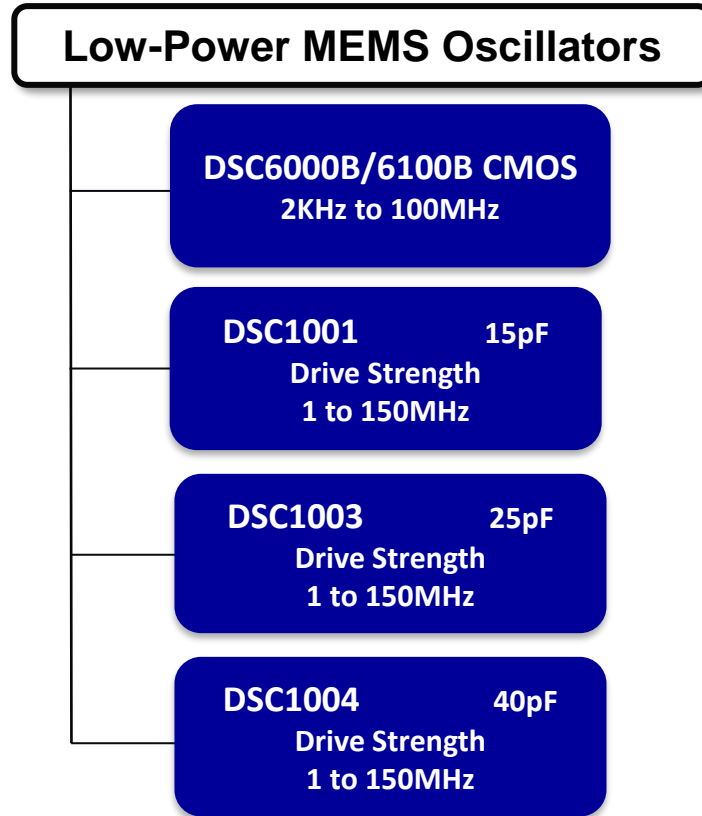 Low-Power MEMS Oscillators
DSC6000B/6100B CMOS
2KHz to 100MHz
DSC1001 15pF
Drive Strength
1 to 150MHz
DSC1003 25pF
Drive Strength
1 to 150MHz
DSC1004 40pF
Drive Strength
1 to 150MHz